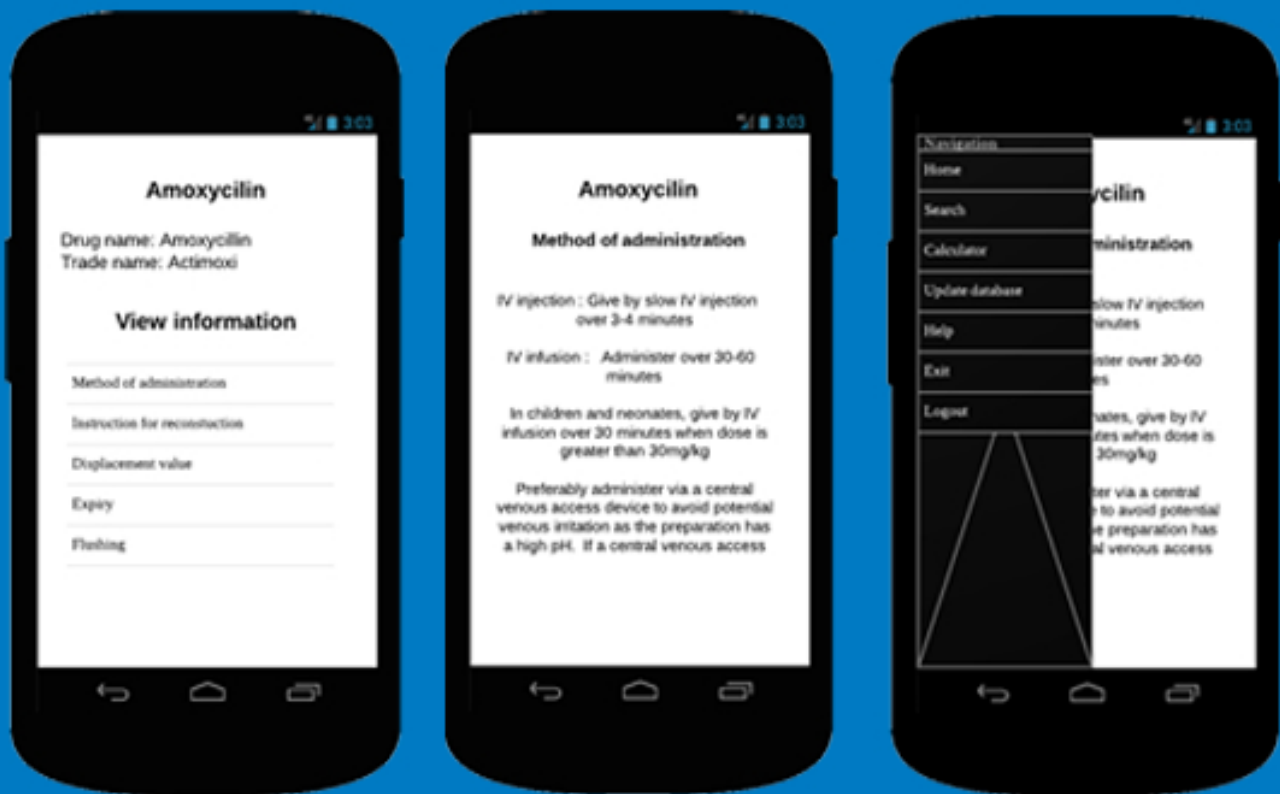 3:03
Amoxycilin
Drug name: Amoxycillin
Trade name: Actimoxi
View information
Method of administration
Instruction for reconstuction
Displacement value
Expiry
Flushing
3:03
Amoxycilin
Method of administration
IV injection : Give by slow IV injection
over 3-4 minutes
IV infusion : Administer over 30-60
minutes
In children and neonates, give by IV
infusion over 30 minutes when dose is
greater than 30mg/kg
Preferably administer via a central
venous access device to avoid potential
venous irritation as the preparation has
a high pH. If a central venous access
3:03
Navigation
Home
Search
Calculator
Update database
Help
Exit
Logout
ycilin
ministration
slow IV injection
ninutes
ister over 30-60
es
nates, give by IV
utes when dose is
30mg/kg
ter via a central
e to avoid potential
e preparation has
al venous access